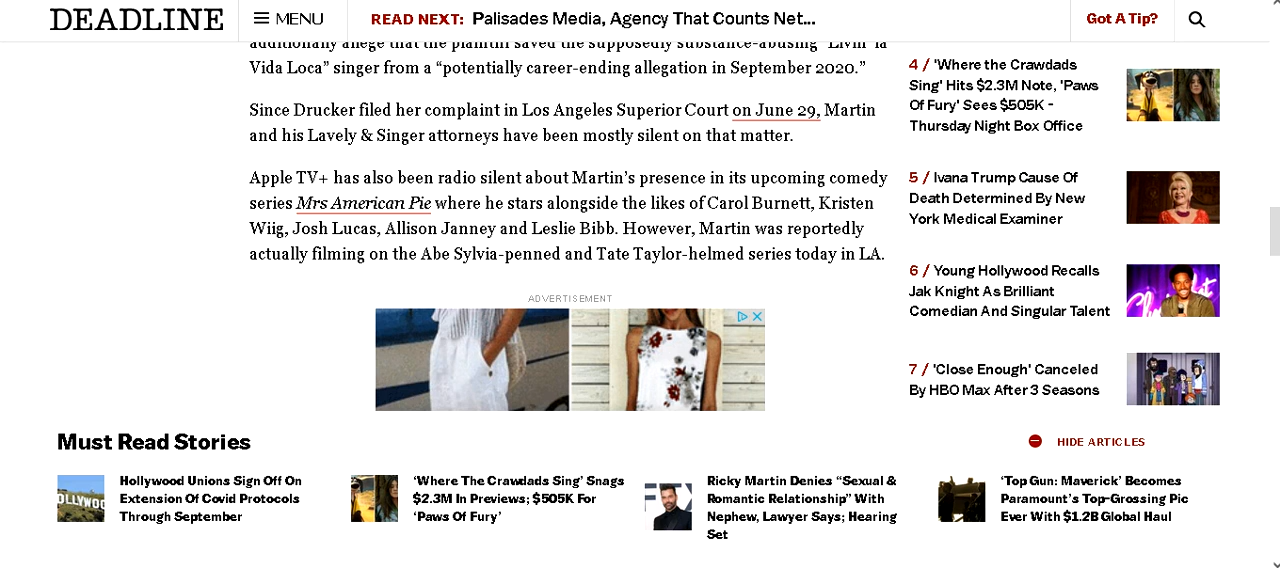 DEADLINE
MENU
READ NEXT: Palisades Media, Agency That Counts Net...
Got A Tip?
additionally allege that the plaintiff saved the supposedly substance-abusing “Livin’ la
Vida Loca” singer from a “potentially career-ending allegation in September 2020.”
Since Drucker filed her complaint in Los Angeles Superior Court on June 29, Martin
and his Lavely & Singer attorneys have been mostly silent on that matter.
Apple TV+ has also been radio silent about Martin’s presence in its upcoming comedy
series Mrs American Pie where he stars alongside the likes of Carol Burnett, Kristen
Wiig, Josh Lucas, Allison Janney and Leslie Bibb. However, Martin was reportedly
actually filming on the Abe Sylvia-penned and Tate Taylor-helmed series today in LA.
ADVERTISEMENT
4 / 'Where the Crawdads
Sing' Hits $2.3M Note, 'Paws
Of Fury' Sees $505K -
Thursday Night Box Office
5 / Ivana Trump Cause Of
Death Determined By New
York Medical Examiner
6 / Young Hollywood Recalls
Jak Knight As Brilliant
Comedian And Singular Talent
7 / 'Close Enough' Canceled
By HBO Max After 3 Seasons
Must Read Stories
HIDE ARTICLES
Hollywood Unions Sign Off On
Extension Of Covid Protocols
Through September
‘Where The Crawdads Sing’ Snags
$2.3M In Previews; $505K For
‘Paws Of Fury’
Ricky Martin Denies “Sexual &
Romantic Relationship” With
Nephew, Lawyer Says; Hearing
Set
‘Top Gun: Maverick’ Becomes
Paramount’s Top-Grossing Pic
Ever With $1.2B Global Haul